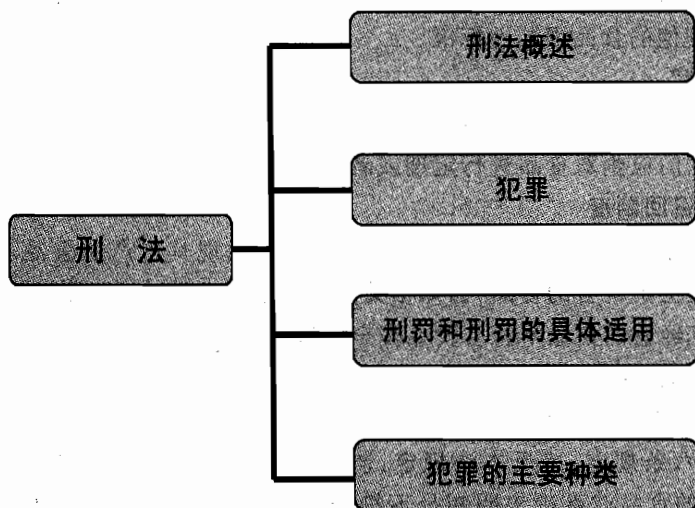 刑法概述
犯罪
刑 法
刑罚和刑罚的具体适用
犯罪的主要种类